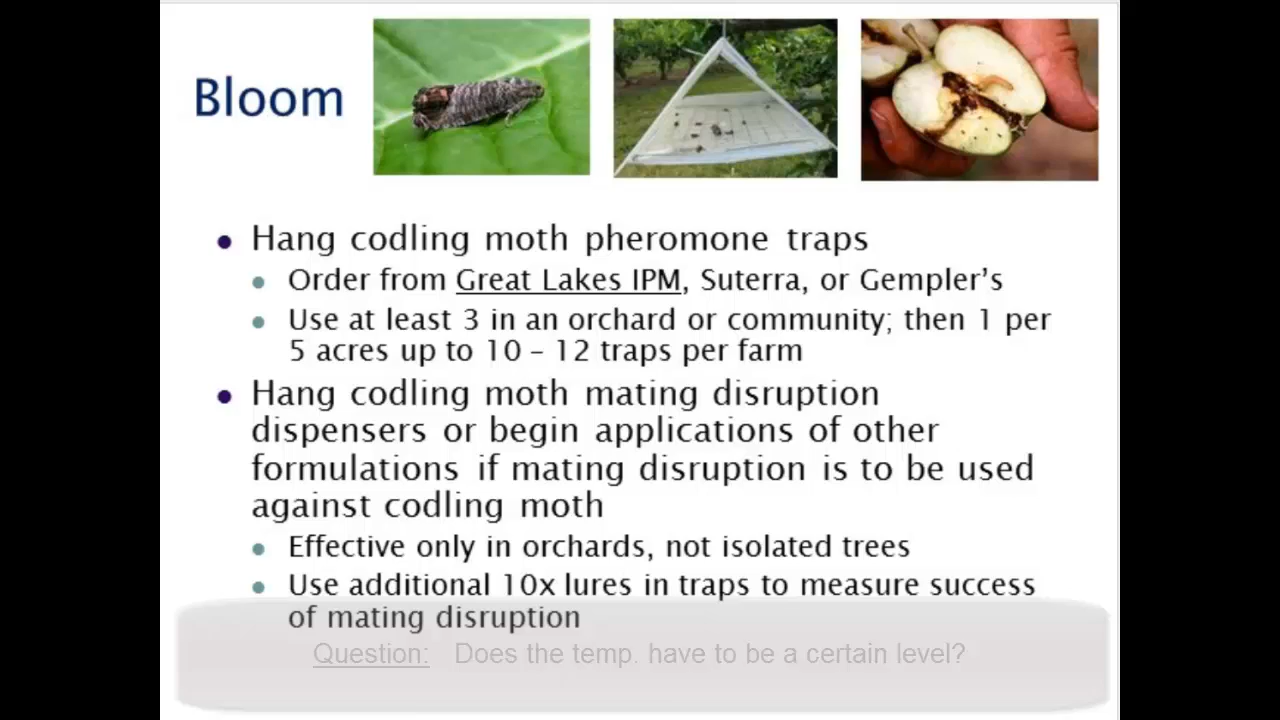 Bloom
Hang codling moth pheromone traps
Order from Great Lakes IPM, Suterra, or Gempler's
Use at least 3 in an orchard or community; then 1 per
5 acres up to 10 – 12 traps per farm
Hang codling moth mating disruption
dispensers or begin applications of other
formulations if mating disruption is to be used
against codling moth
Effective only in orchards, not isolated trees
Use additional 10x lures in traps to measure success
of mating disruption
Question: Does the temp. have to be a certain level?